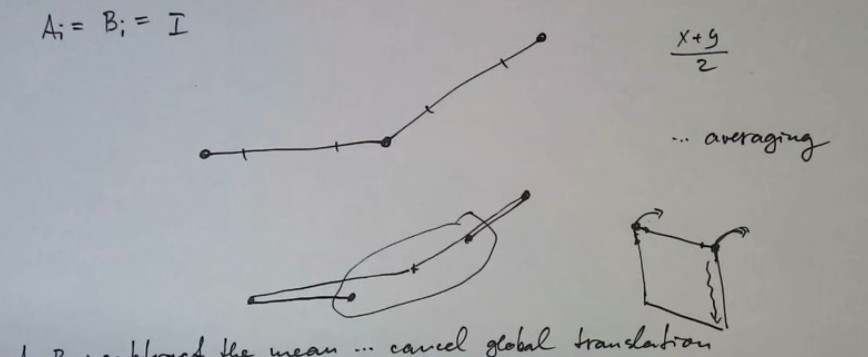 Aᵢ = Bᵢ = I
x+y
2
... averaging
the mean ... cancel global translation